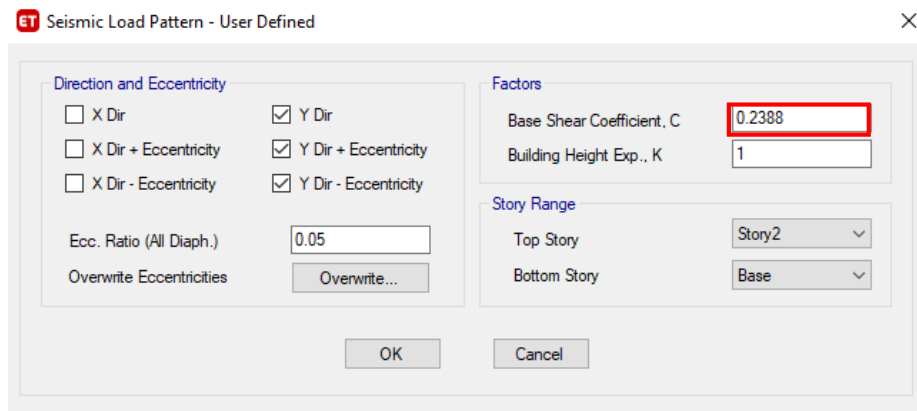 ET Seismic Load Pattern - User Defined
Direction and Eccentricity
X Dir
Y Dir
X Dir + Eccentricity
Y Dir + Eccentricity
X Dir - Eccentricity
Y Dir - Eccentricity
Ecc. Ratio (All Diaph.)
0.05
Overwrite Eccentricities
Overwrite...
Factors
Base Shear Coefficient, C
0.2388
Building Height Exp., K
1
Story Range
Top Story
Story2
Bottom Story
Base
OK
Cancel